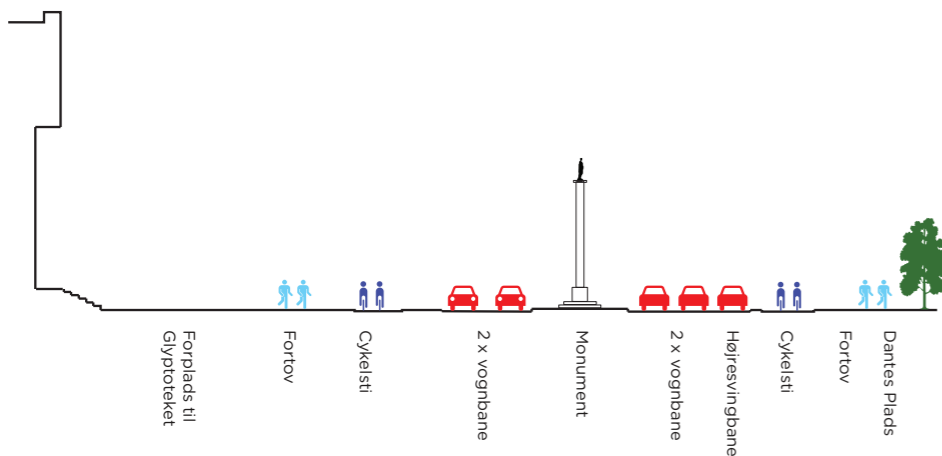 Forplads til
Glyptoteket
Fortov
Cykelsti
2 x vognbane
Monument
2 x vognbane
Højresvingbane
Cykelsti
Fortov
Dantes Plads